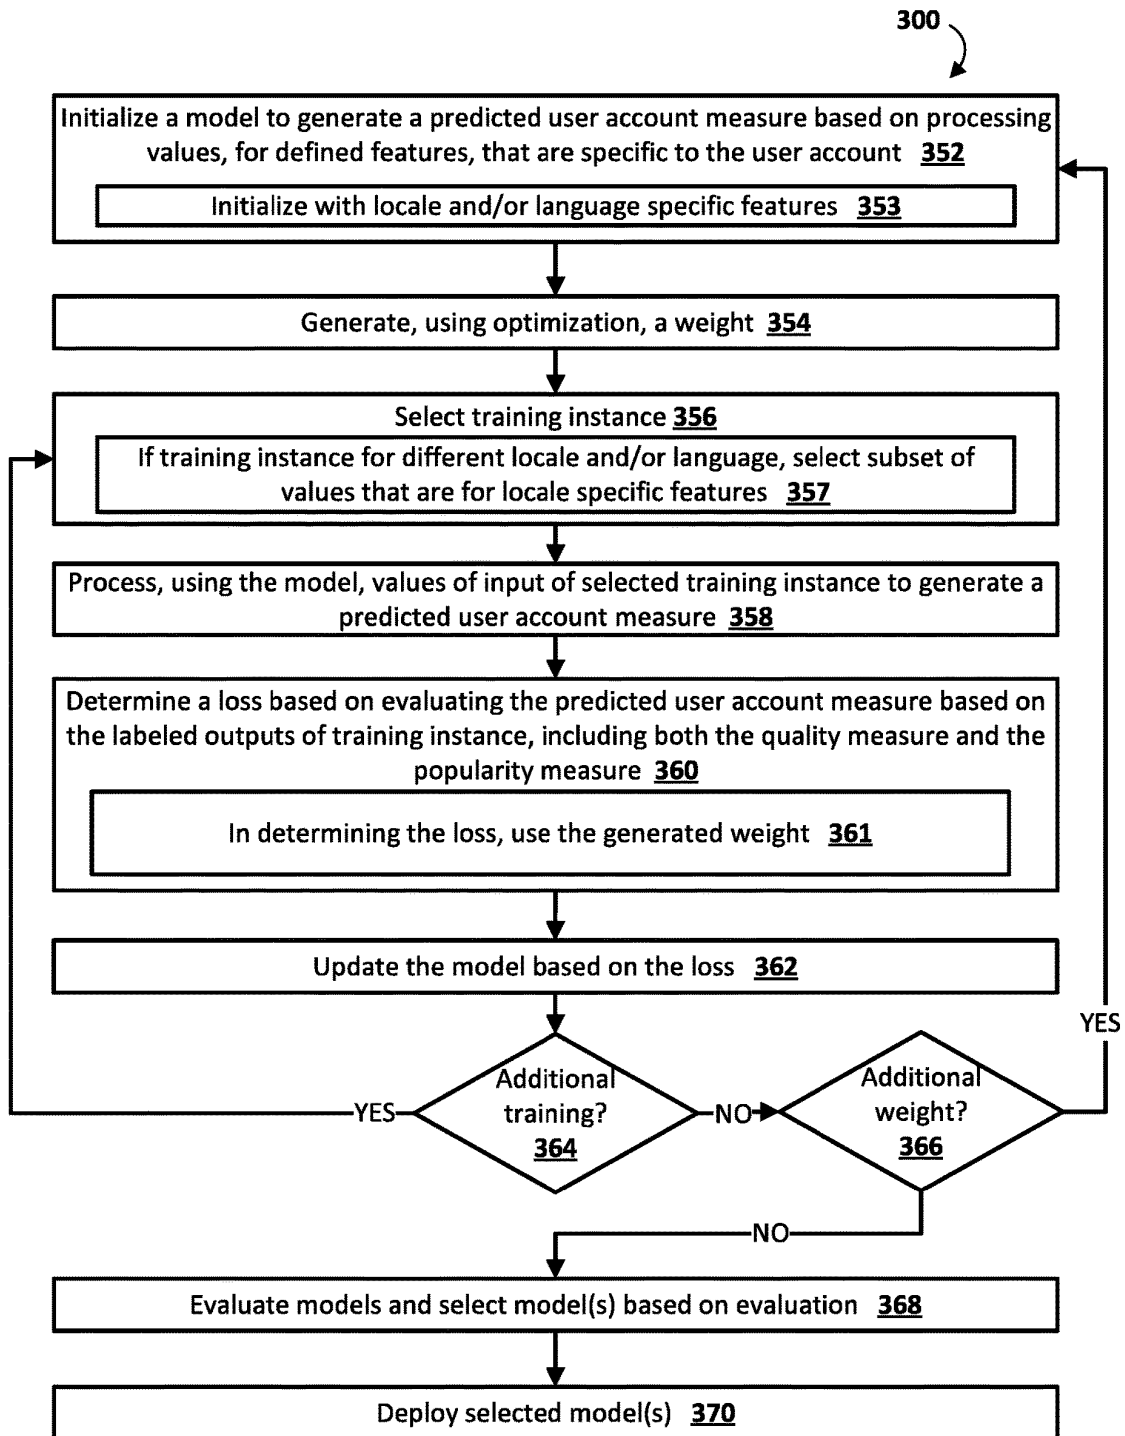 300
Initialize a model to generate a predicted user account measure based on processing
values, for defined features, that are specific to the user account 352
Initialize with locale and/or language specific features 353
Generate, using optimization, a weight 354
Select training instance 356
If training instance for different locale and/or language, select subset of
values that are for locale specific features 357
Process, using the model, values of input of selected training instance to generate a
predicted user account measure 358
Determine a loss based on evaluating the predicted user account measure based on
the labeled outputs of training instance, including both the quality measure and the
popularity measure 360
In determining the loss, use the generated weight 361
Update the model based on the loss 362
YES
Additional
training?
364
NO
Additional
weight?
366
YES
NO
Evaluate models and select model(s) based on evaluation 368
Deploy selected model(s) 370